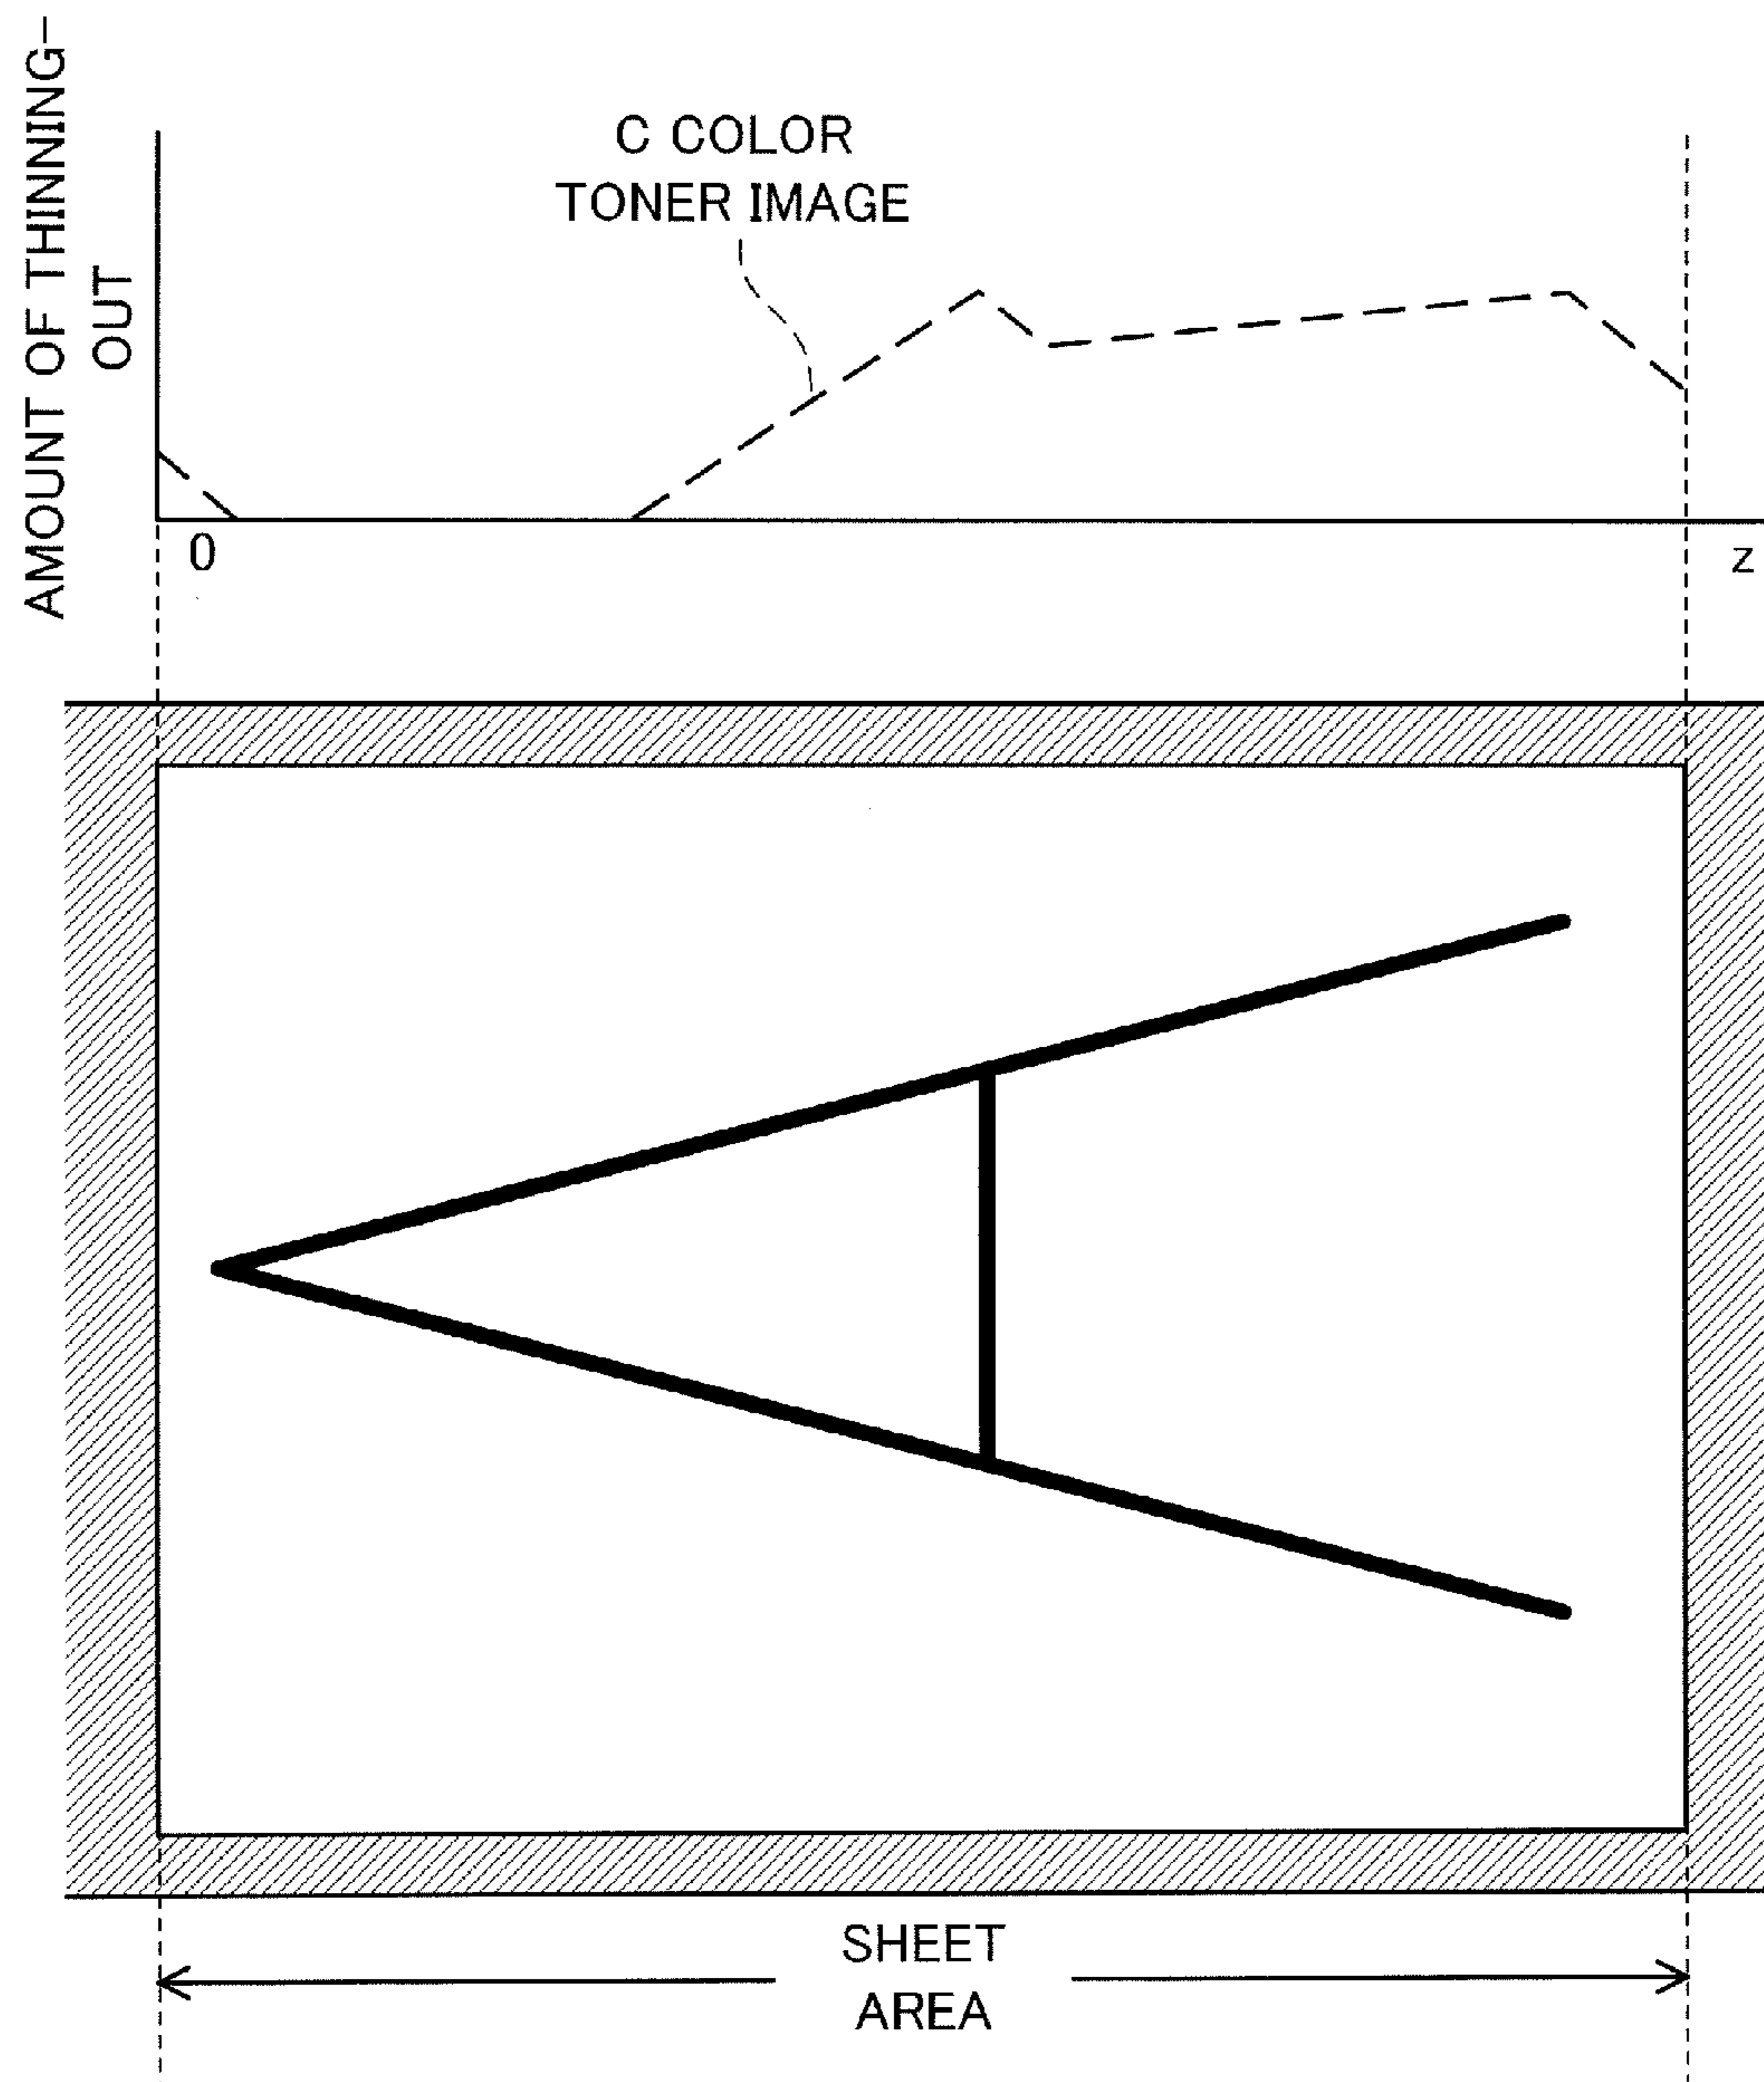 AMOUNT OF THINNING-
OUT
C COLOR
TONER IMAGE
0
z
A
SHEET
AREA